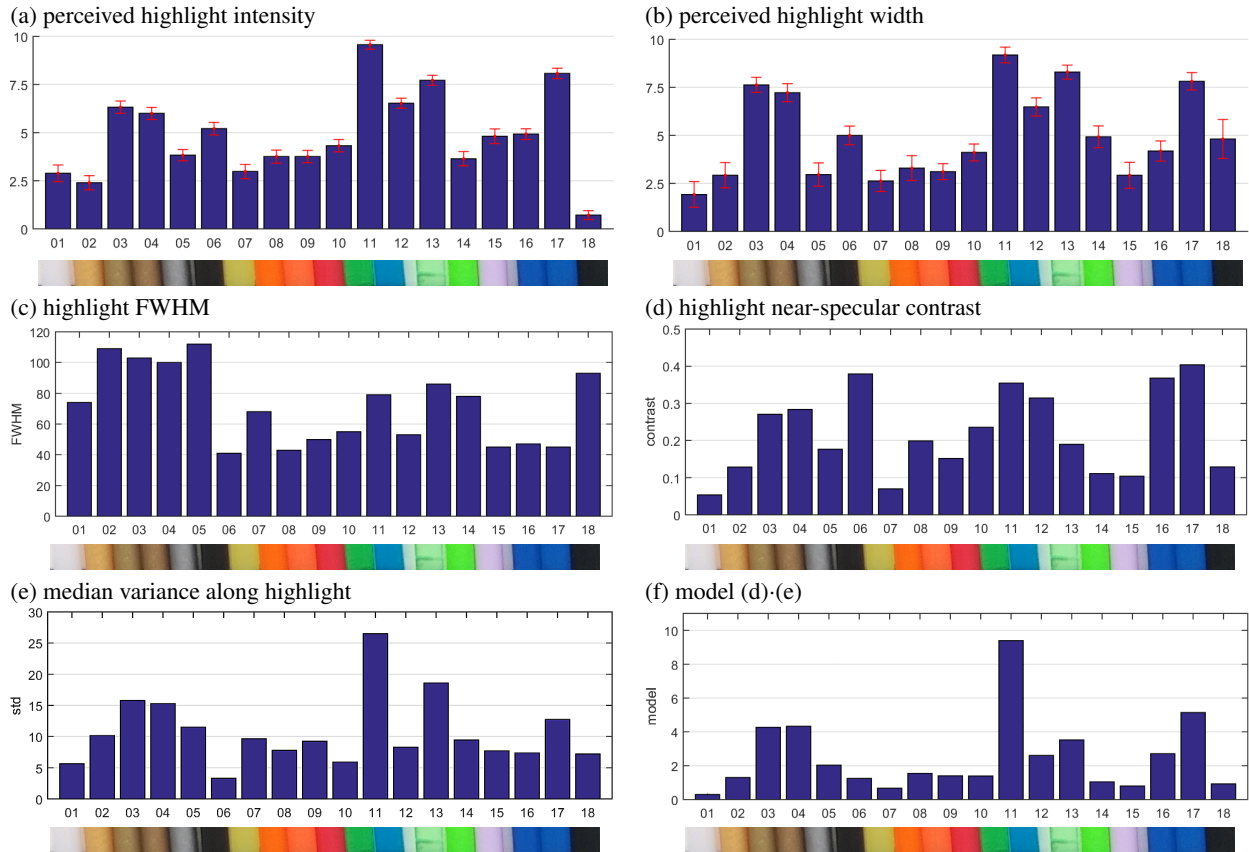 (a) perceived highlight intensity
10
7.5
5
2.5
0
01 02 03 04 05 06 07 08 09 10 11 12 13 14 15 16 17 18
(b) perceived highlight width
10
7.5
5
2.5
0
01 02 03 04 05 06 07 08 09 10 11 12 13 14 15 16 17 18
(c) highlight FWHM
120
100
80
60
40
20
0
FWHM
01 02 03 04 05 06 07 08 09 10 11 12 13 14 15 16 17 18
(d) highlight near-specular contrast
0.5
0.4
0.3
0.2
0.1
0
contrast
01 02 03 04 05 06 07 08 09 10 11 12 13 14 15 16 17 18
(e) median variance along highlight
30
25
20
15
10
5
0
std
01 02 03 04 05 06 07 08 09 10 11 12 13 14 15 16 17 18
(f) model (d)·(e)
10
8
6
4
2
0
model
01 02 03 04 05 06 07 08 09 10 11 12 13 14 15 16 17 18